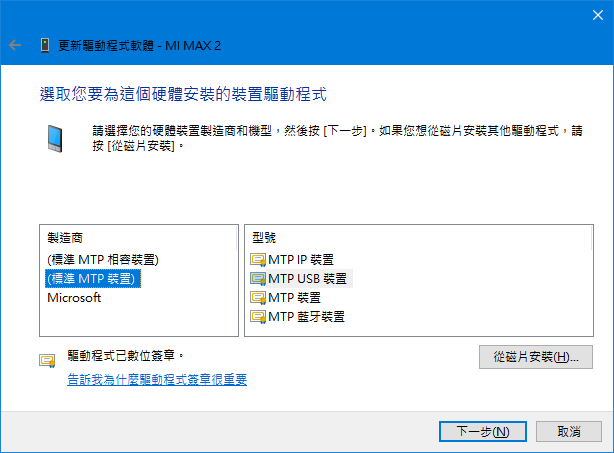 更新驅動程式軟體 - MI MAX 2
選取您要為這個硬體安裝的裝置驅動程式
請選擇您的硬體裝置製造商和機型，然後按 [下一步]。如果您想從磁片安裝其他驅動程式，請
按 [從磁片安裝]。
製造商
(標準 MTP 相容裝置)
(標準 MTP 裝置)
Microsoft
型號
MTP IP 裝置
MTP USB 裝置
MTP 裝置
MTP 藍牙裝置
驅動程式已數位簽章。
告訴我為什麼驅動程式簽章很重要
從磁片安裝(H)...
下一步(N)
取消